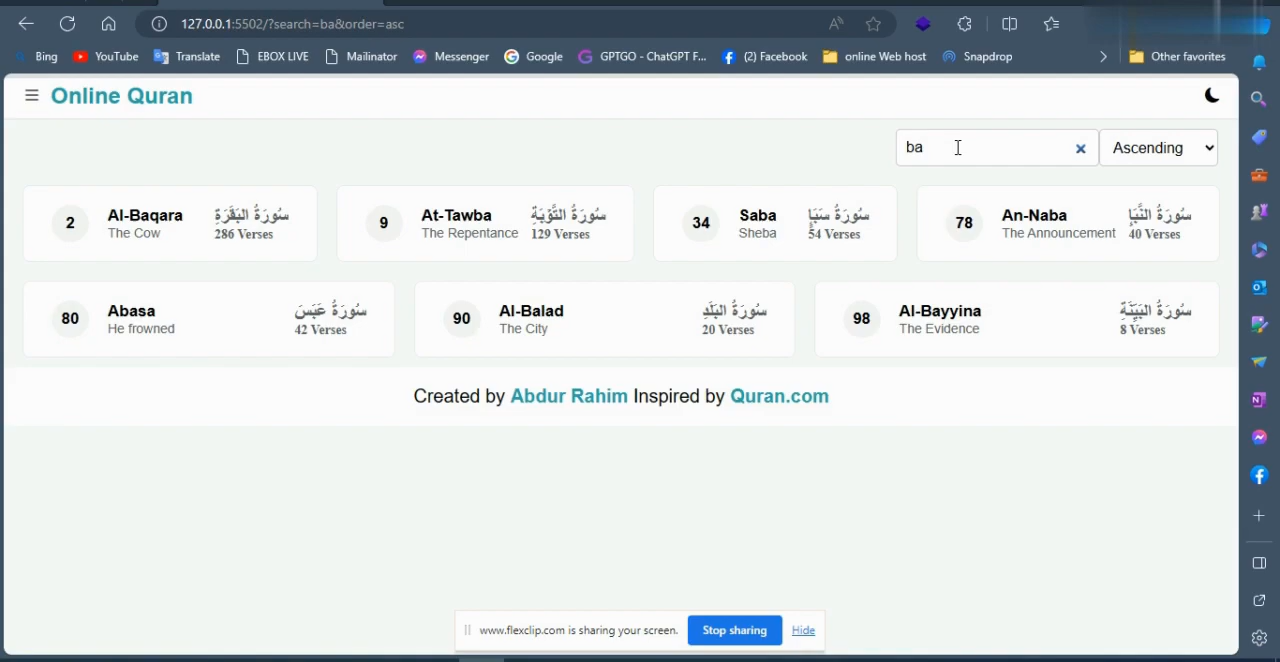 127.0.0.1:5502/?search=ba&order=asc
Bing YouTube Translate EBOX LIVE Mailinator Messenger Google GPTGO - ChatGPT F... (2) Facebook online Web host Snapdrop Other favorites
Online Quran
ba Ascending
2 Al-Baqara سُورَةُ البَقَرَةِ
The Cow 286 Verses
9 At-Tawba سُورَةُ التَّوۡبَةِ
The Repentance 129 Verses
34 Saba سُورَةُ سَبَإٍ
Sheba 54 Verses
78 An-Naba سُورَةُ النَّبَإِ
The Announcement 40 Verses
80 Abasa سُورَةُ عَبَسَ
He frowned 42 Verses
90 Al-Balad سُورَةُ البَلَدِ
The City 20 Verses
98 Al-Bayyina سُورَةُ البَيِّنَةِ
The Evidence 8 Verses
Created by Abdur Rahim Inspired by Quran.com
www.flexclip.com is sharing your screen. Stop sharing Hide